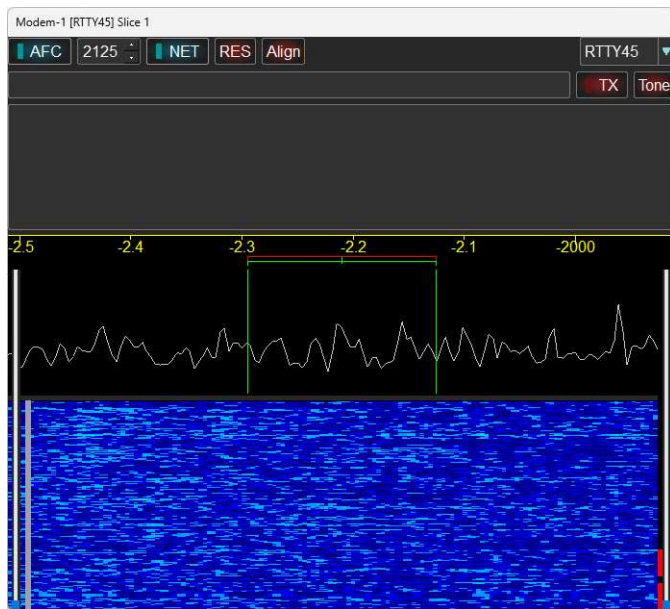 Modem-1 [RTTY45] Slice 1
AFC 2125 NET RES Align RTTY45
TX Tone
-2.5 -2.4 -2.3 -2.2 -2.1 -2000